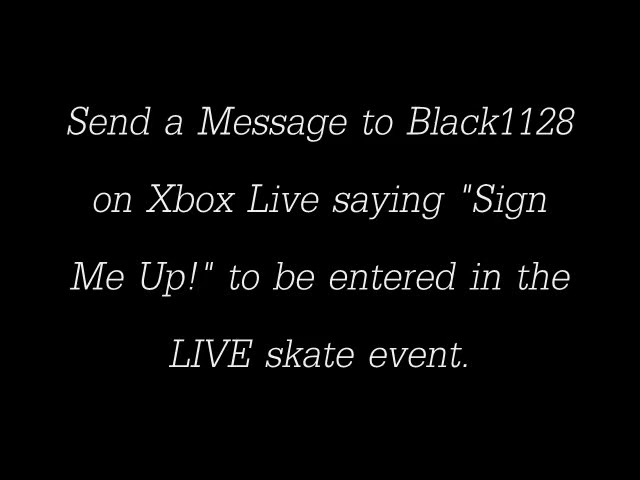 Send a Message to Black1128
on Xbox Live saying "Sign
Me Up!" to be entered in the
LIVE skate event.